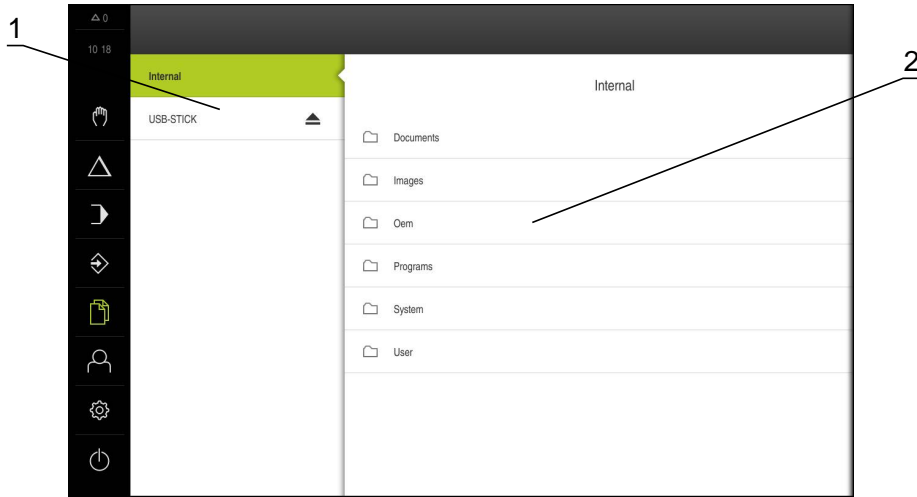 1
△ 0
10 18
Internal
USB-STICK
Internal
2
Documents
Images
Oem
Programs
System
User